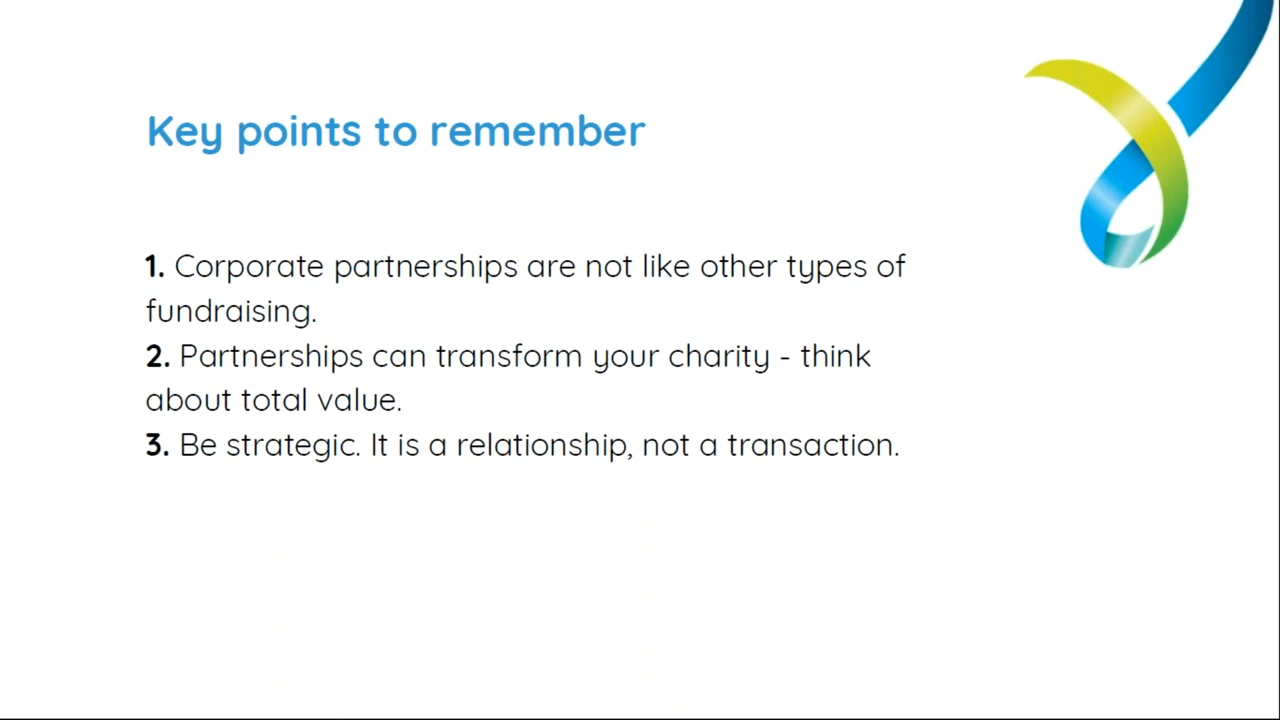 Key points to remember
1. Corporate partnerships are not like other types of
fundraising.
2. Partnerships can transform your charity - think
about total value.
3. Be strategic. It is a relationship, not a transaction.